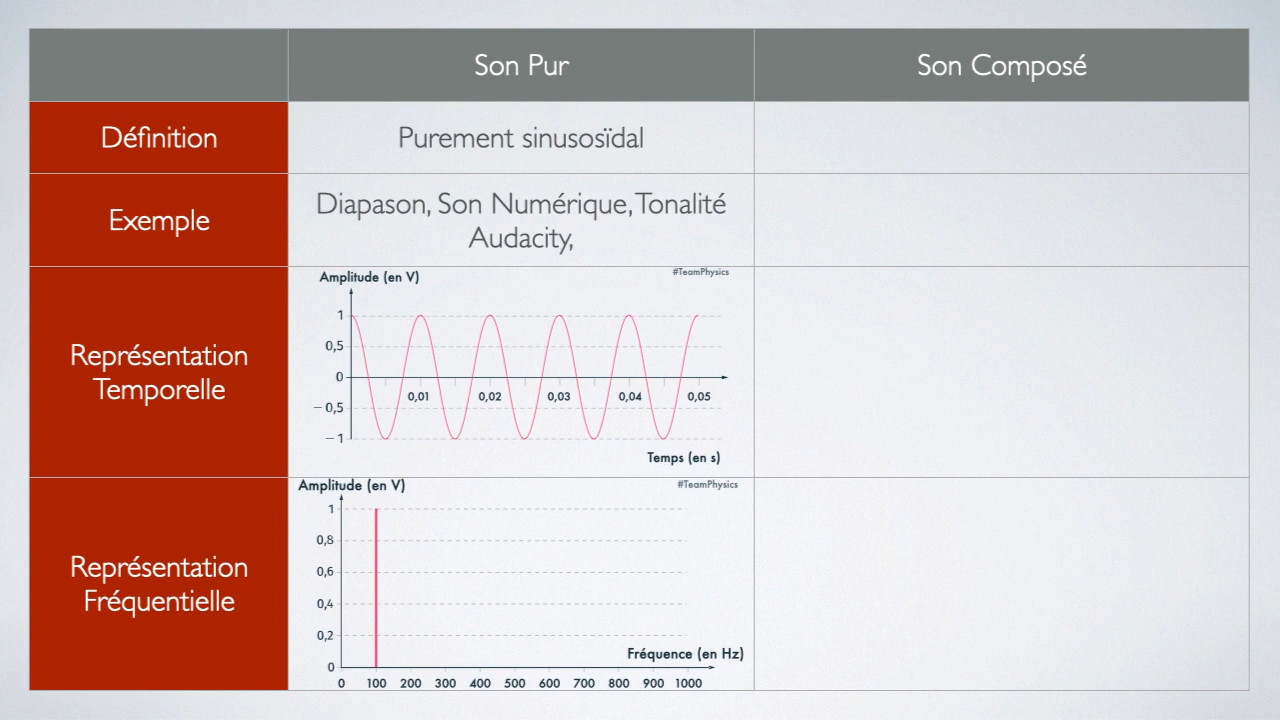 Son Pur
Son Composé
Définition
Purement sinusosïdal
Exemple
Diapason, Son Numérique, Tonalité
Audacity,
Représentation
Temporelle
Amplitude (en V)
#TeamPhysics
1
0,5
0
−0,5
−1
0,01 0,02 0,03 0,04 0,05
Temps (en s)
Représentation
Fréquentielle
Amplitude (en V)
#TeamPhysics
1
0,8
0,6
0,4
0,2
0
Fréquence (en Hz)
0 100 200 300 400 500 600 700 800 900 1000